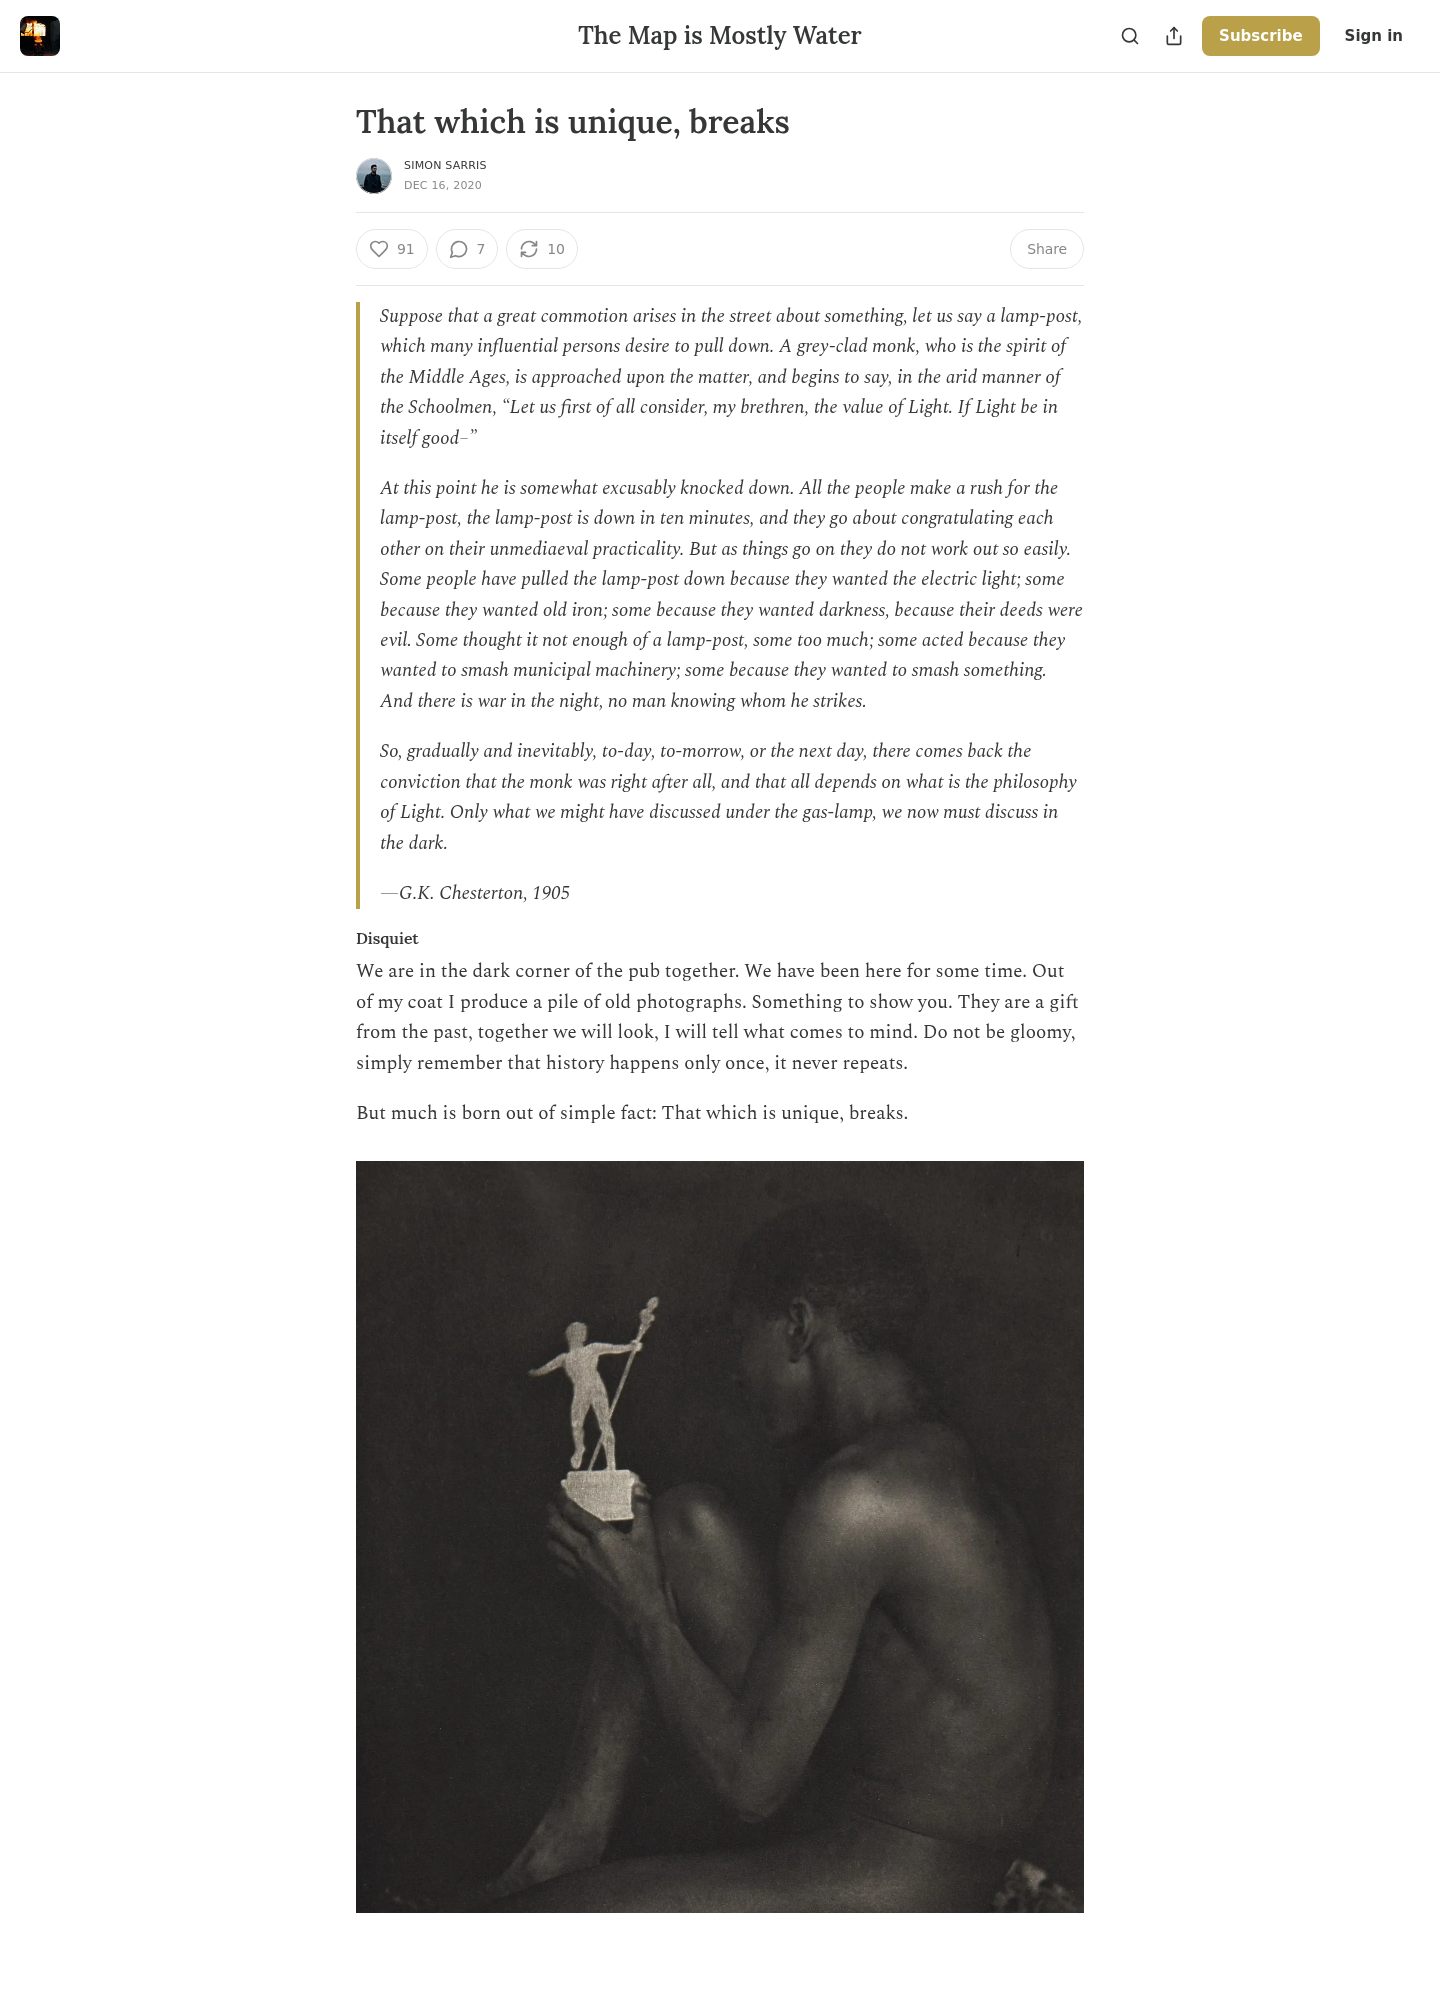 The Map is Mostly Water
Subscribe
Sign in
That which is unique, breaks
SIMON SARRIS
DEC 16, 2020
91
7
10
Share
Suppose that a great commotion arises in the street about something, let us say a lamp-post,
which many influential persons desire to pull down. A grey-clad monk, who is the spirit of
the Middle Ages, is approached upon the matter, and begins to say, in the arid manner of
the Schoolmen, “Let us first of all consider, my brethren, the value of Light. If Light be in
itself good–”
At this point he is somewhat excusably knocked down. All the people make a rush for the
lamp-post, the lamp-post is down in ten minutes, and they go about congratulating each
other on their unmediaeval practicality. But as things go on they do not work out so easily.
Some people have pulled the lamp-post down because they wanted the electric light; some
because they wanted old iron; some because they wanted darkness, because their deeds were
evil. Some thought it not enough of a lamp-post, some too much; some acted because they
wanted to smash municipal machinery; some because they wanted to smash something.
And there is war in the night, no man knowing whom he strikes.
So, gradually and inevitably, to-day, to-morrow, or the next day, there comes back the
conviction that the monk was right after all, and that all depends on what is the philosophy
of Light. Only what we might have discussed under the gas-lamp, we now must discuss in
the dark.
—G.K. Chesterton, 1905
Disquiet
We are in the dark corner of the pub together. We have been here for some time. Out
of my coat I produce a pile of old photographs. Something to show you. They are a gift
from the past, together we will look, I will tell what comes to mind. Do not be gloomy,
simply remember that history happens only once, it never repeats.
But much is born out of simple fact: That which is unique, breaks.